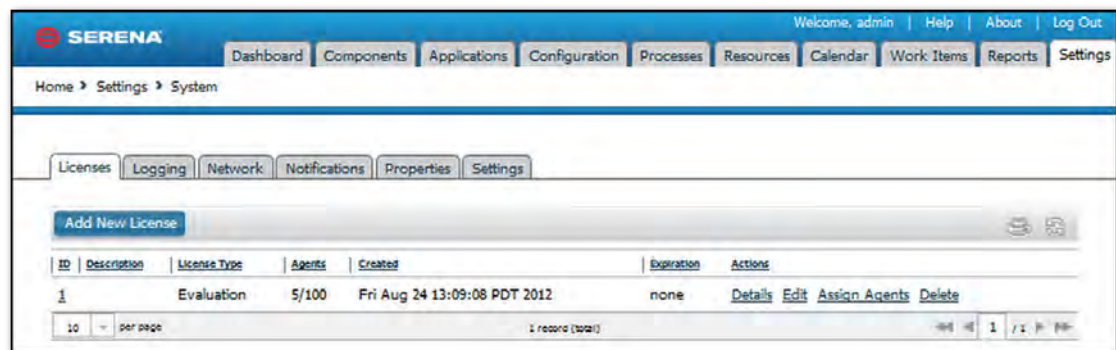 Welcome, admin | Help | About | Log Out
SERENA
Dashboard Components Applications Configuration Processes Resources Calendar Work Items Reports Settings
Home › Settings › System
Licenses Logging Network Notifications Properties Settings
Add New License
ID Description License Type Agents Created Expiration Actions
1 Evaluation 5/100 Fri Aug 24 13:09:08 PDT 2012 none Details Edit Assign Agents Delete
10 per page 1 record (total) 1 / 1